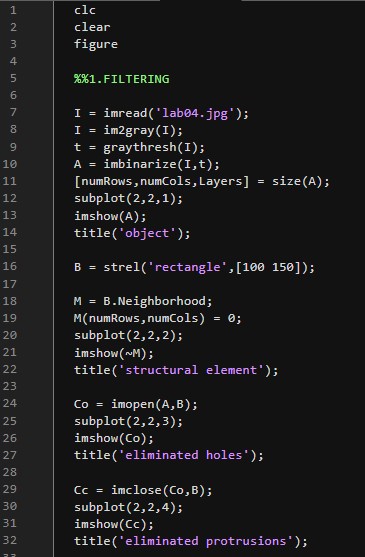 1 clc
2 clear
3 figure
4
5 %%1.FILTERING
6
7 I = imread('lab04.jpg');
8 I = im2gray(I);
9 t = graythresh(I);
10 A = imbinarize(I,t);
11 [numRows,numCols,Layers] = size(A);
12 subplot(2,2,1);
13 imshow(A);
14 title('object');
15
16 B = strel('rectangle',[100 150]);
17
18 M = B.Neighborhood;
19 M(numRows,numCols) = 0;
20 subplot(2,2,2);
21 imshow(~M);
22 title('structural element');
23
24 Co = imopen(A,B);
25 subplot(2,2,3);
26 imshow(Co);
27 title('eliminated holes');
28
29 Cc = imclose(Co,B);
30 subplot(2,2,4);
31 imshow(Cc);
32 title('eliminated protrusions');